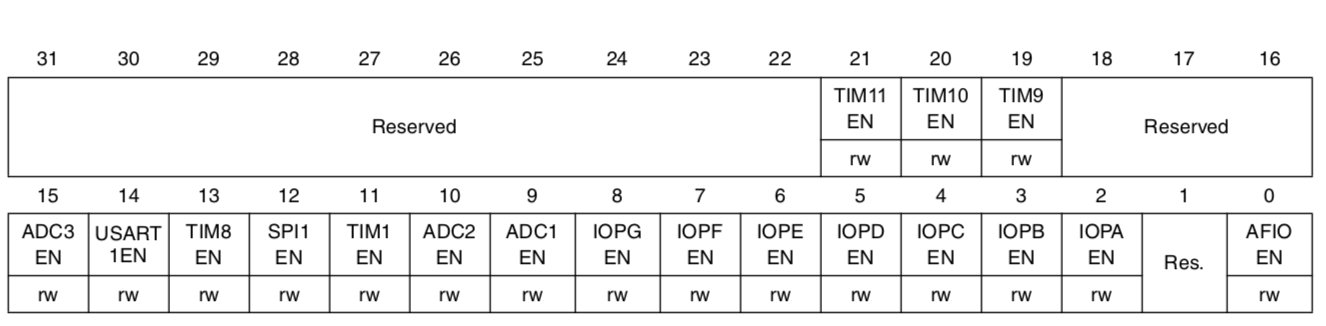 31 30 29 28 27 26 25 24 23 22 21 20 19 18 17 16
Reserved TIM11 EN TIM10 EN TIM9 EN Reserved
rw rw rw
15 14 13 12 11 10 9 8 7 6 5 4 3 2 1 0
ADC3 USART TIM8 SPI1 TIM1 ADC2 ADC1 IOPG IOPF IOPE IOPD IOPC IOPB IOPA Res. AFIO
EN 1EN EN EN EN EN EN EN EN EN EN EN EN EN EN
rw rw rw rw rw rw rw rw rw rw rw rw rw rw rw